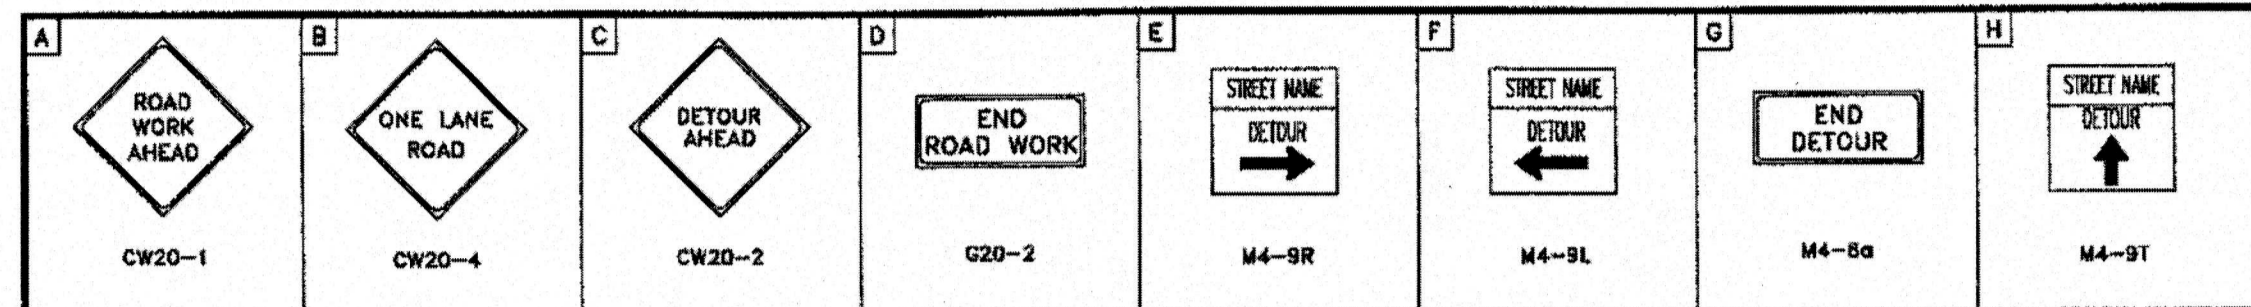 A
ROAD
WORK
AHEAD
CW20-1
B
ONE LANE
ROAD
CW20-4
C
DETOUR
AHEAD
CW20-2
D
END
ROAD WORK
G20-2
E
STREET NAME
DETOUR
M4-9R
F
STREET NAME
DETOUR
M4-9L
G
END
DETOUR
M4-8a
H
STREET NAME
DETOUR
M4-9T